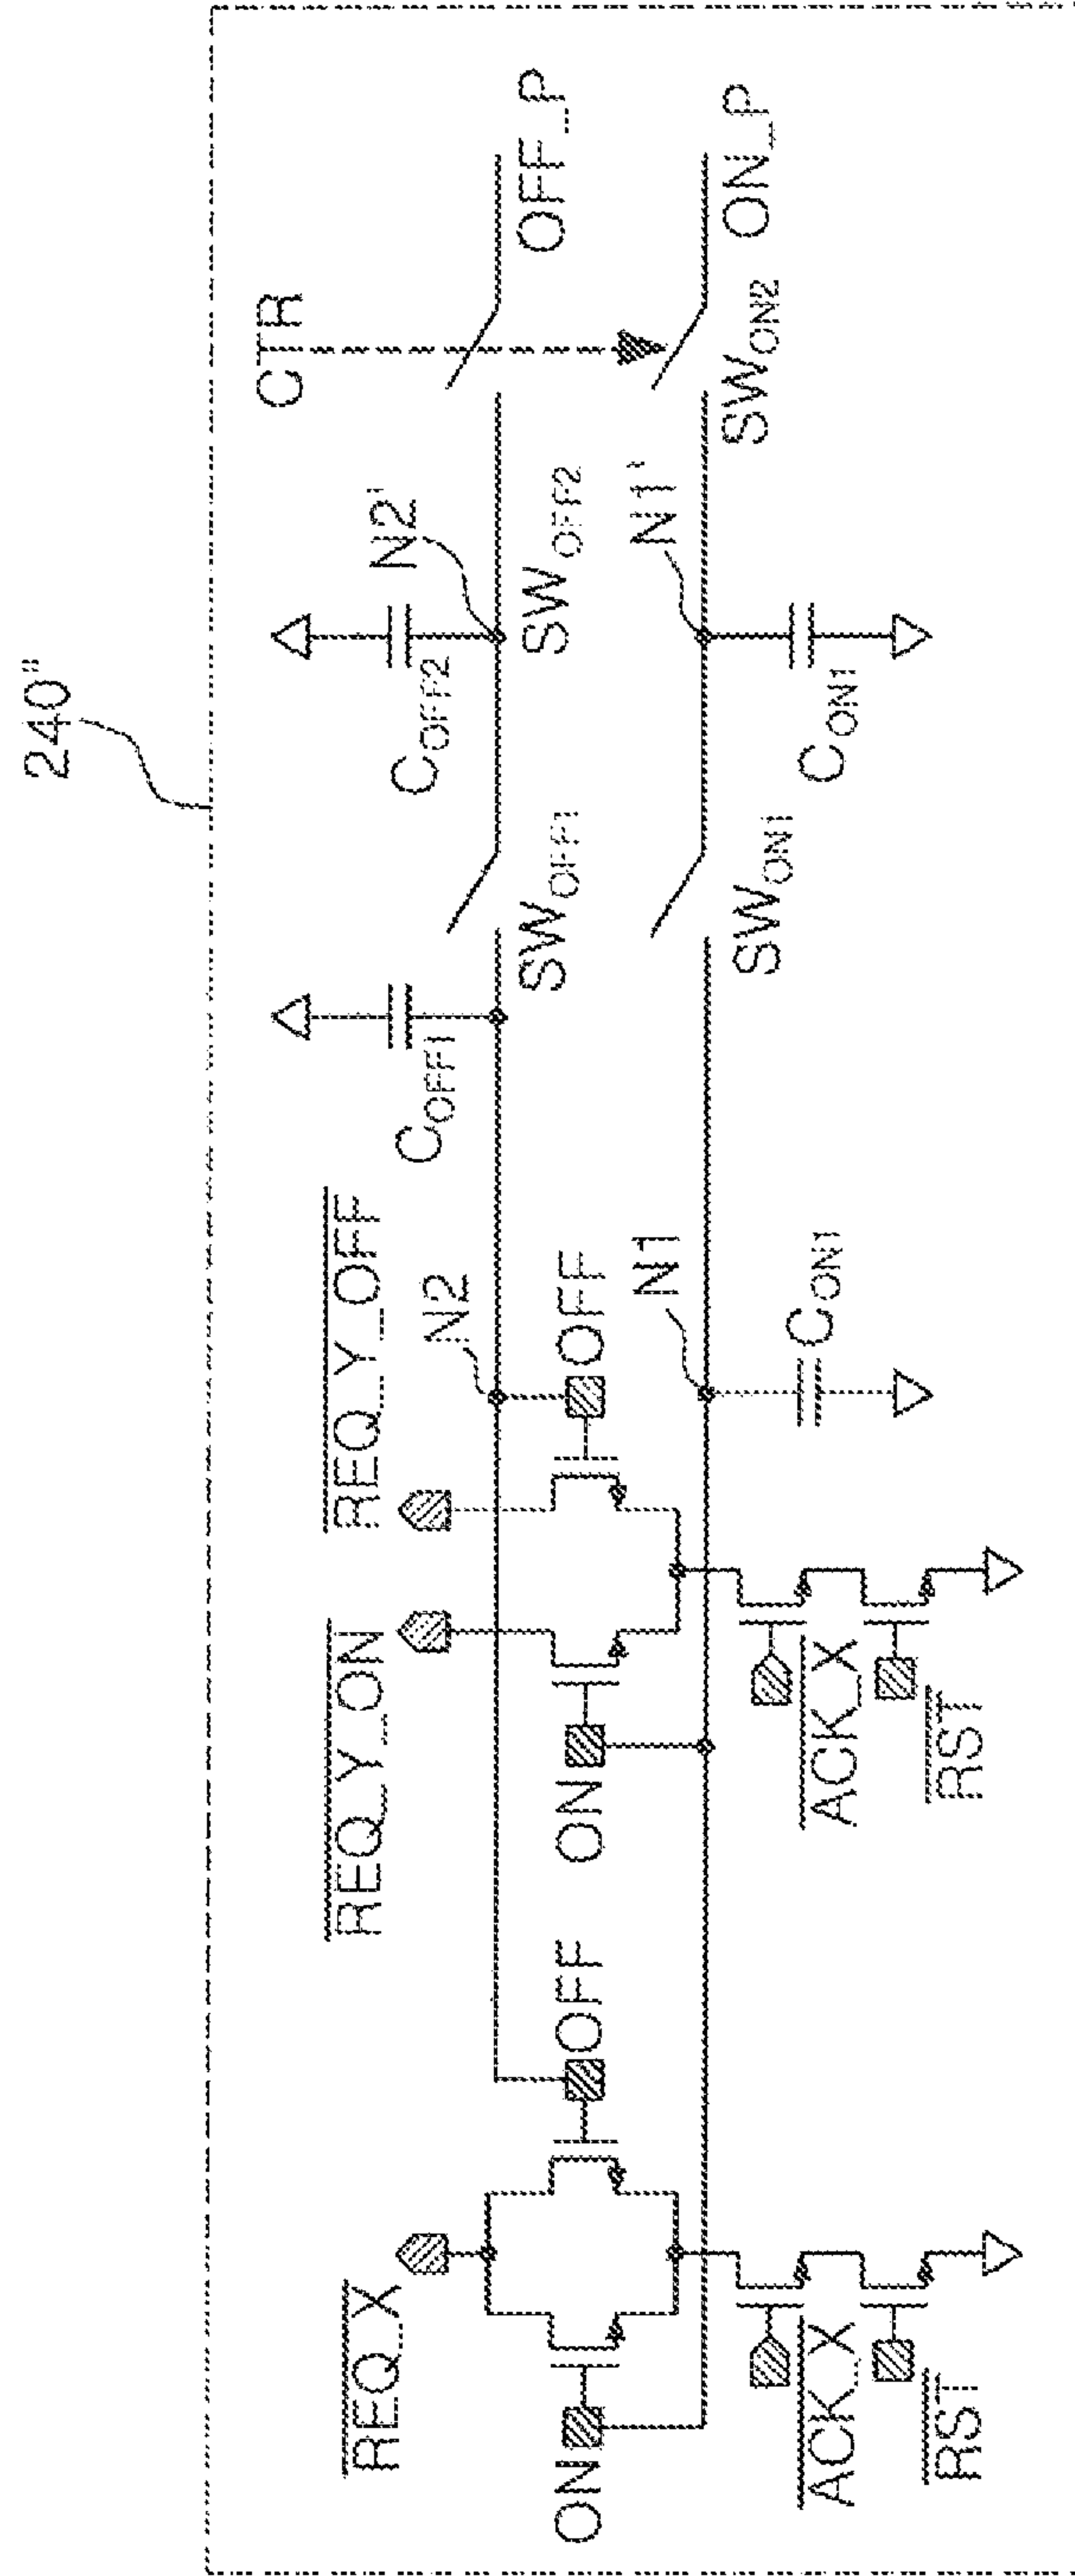 240"
CTR
REQ_X
REQ_Y_ON
REQ_Y_OFF
C_OFF1
C_OFF2
N2
N2'
OFF_P
SW_OFF1
SW_OFF2
ON
OFF
ON
OFF
N1
N1'
ON_P
SW_ON1
SW_ON2
C_ON1
C_ON1
ACK_X
RST
ACK_X
RST